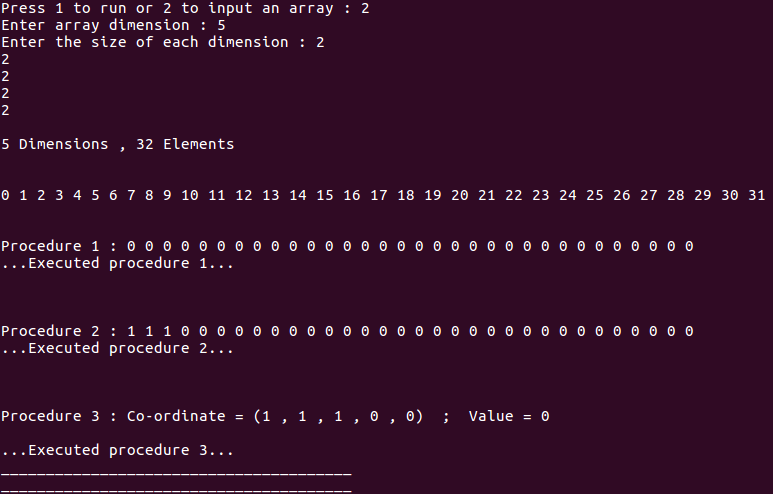 Press 1 to run or 2 to input an array : 2
Enter array dimension : 5
Enter the size of each dimension : 2
2
2
2
2
5 Dimensions , 32 Elements
0 1 2 3 4 5 6 7 8 9 10 11 12 13 14 15 16 17 18 19 20 21 22 23 24 25 26 27 28 29 30 31
Procedure 1 : 0 0 0 0 0 0 0 0 0 0 0 0 0 0 0 0 0 0 0 0 0 0 0 0 0 0 0 0 0 0 0 0
...Executed procedure 1...
Procedure 2 : 1 1 1 0 0 0 0 0 0 0 0 0 0 0 0 0 0 0 0 0 0 0 0 0 0 0 0 0 0 0 0 0
...Executed procedure 2...
Procedure 3 : Co-ordinate = (1 , 1 , 1 , 0 , 0)  ;  Value = 0
...Executed procedure 3...
_______________________________________
_______________________________________